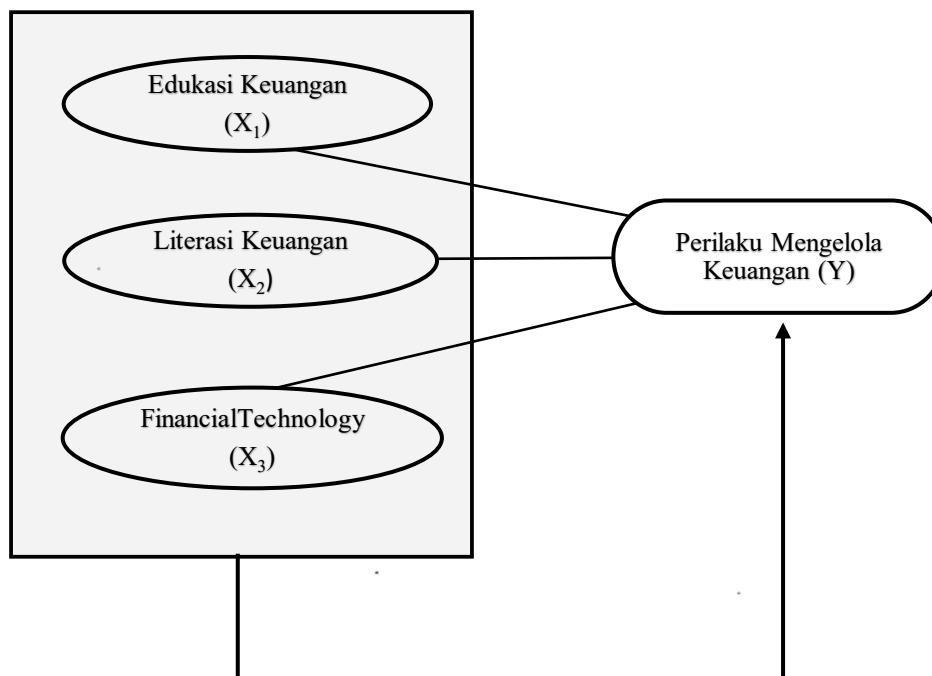 Edukasi Keuangan
(X₁)
Literasi Keuangan
(X₂)
FinancialTechnology
(X₃)
Perilaku Mengelola
Keuangan (Y)